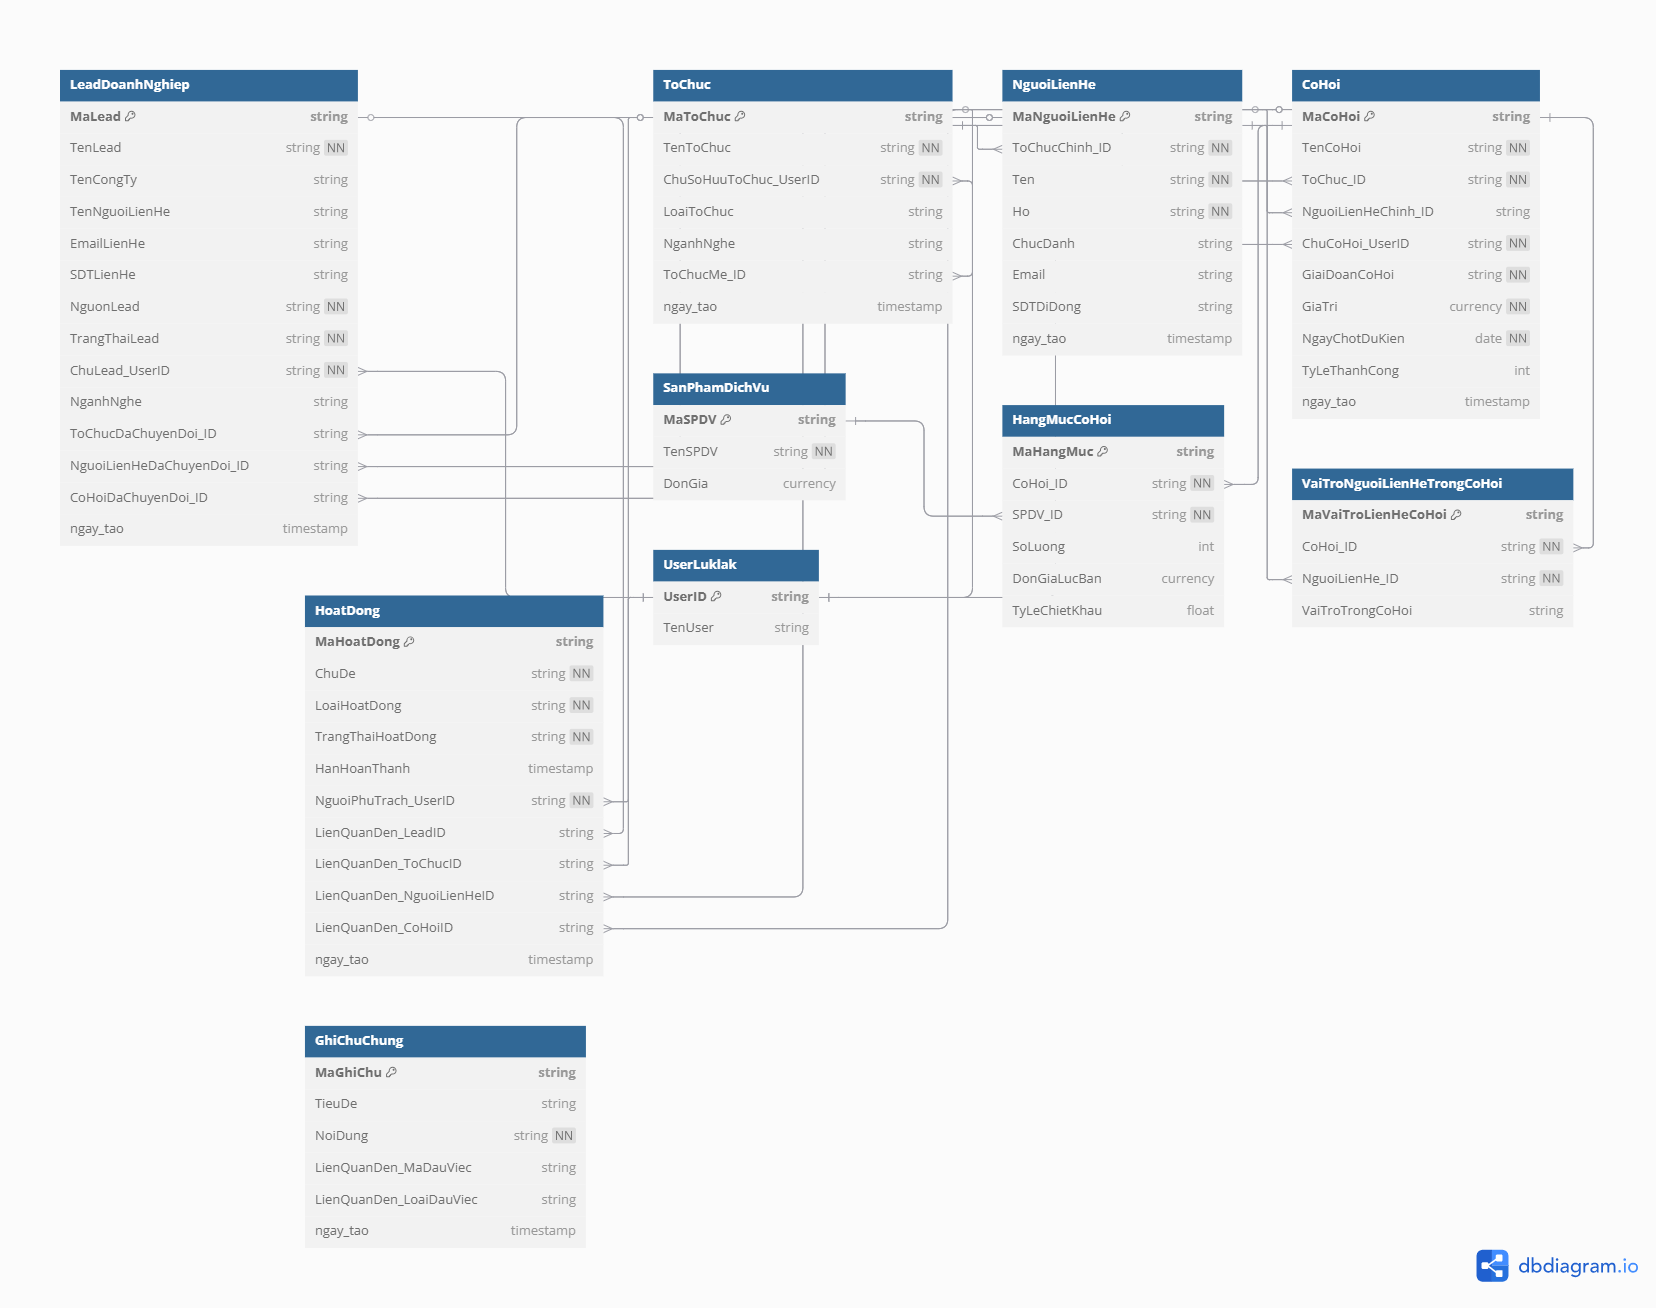 LeadDoanhNghiep
MaLead string
TenLead string NN
TenCongTy string
TenNguoiLienHe string
EmailLienHe string
SDTLienHe string
NguonLead string NN
TrangThaiLead string NN
ChuLead_UserID string NN
NganhNghe string
ToChucDaChuyenDoi_ID string
NguoiLienHeDaChuyenDoi_ID string
CoHoiDaChuyenDoi_ID string
ngay_tao timestamp
ToChuc
MaToChuc string
TenToChuc string NN
ChuSoHuuToChuc_UserID string NN
LoaiToChuc string
NganhNghe string
ToChucMe_ID string
ngay_tao timestamp
NguoiLienHe
MaNguoiLienHe string
ToChucChinh_ID string NN
Ten string NN
Ho string NN
ChucDanh string
Email string
SDTDiDong string
ngay_tao timestamp
CoHoi
MaCoHoi string
TenCoHoi string NN
ToChuc_ID string NN
NguoiLienHeChinh_ID string
ChuCoHoi_UserID string NN
GiaiDoanCoHoi string NN
GiaTri currency NN
NgayChotDuKien date NN
TyLeThanhCong int
ngay_tao timestamp
SanPhamDichVu
MaSPDV string
TenSPDV string NN
DonGia currency
HangMucCoHoi
MaHangMuc string
CoHoi_ID string NN
SPDV_ID string NN
SoLuong int
DonGiaLucBan currency
TyLeChietKhau float
VaiTroNguoiLienHeTrongCoHoi
MaVaiTroLienHeCoHoi string
CoHoi_ID string NN
NguoiLienHe_ID string NN
VaiTroTrongCoHoi string
UserLuklak
UserID string
TenUser string
HoatDong
MaHoatDong string
ChuDe string NN
LoaiHoatDong string NN
TrangThaiHoatDong string NN
HanHoanThanh timestamp
NguoiPhuTrach_UserID string NN
LienQuanDen_LeadID string
LienQuanDen_ToChucID string
LienQuanDen_NguoiLienHeID string
LienQuanDen_CoHoiID string
ngay_tao timestamp
GhiChuChung
MaGhiChu string
TieuDe string
NoiDung string NN
LienQuanDen_MaDauViec string
LienQuanDen_LoaiDauViec string
ngay_tao timestamp
dbdiagram.io